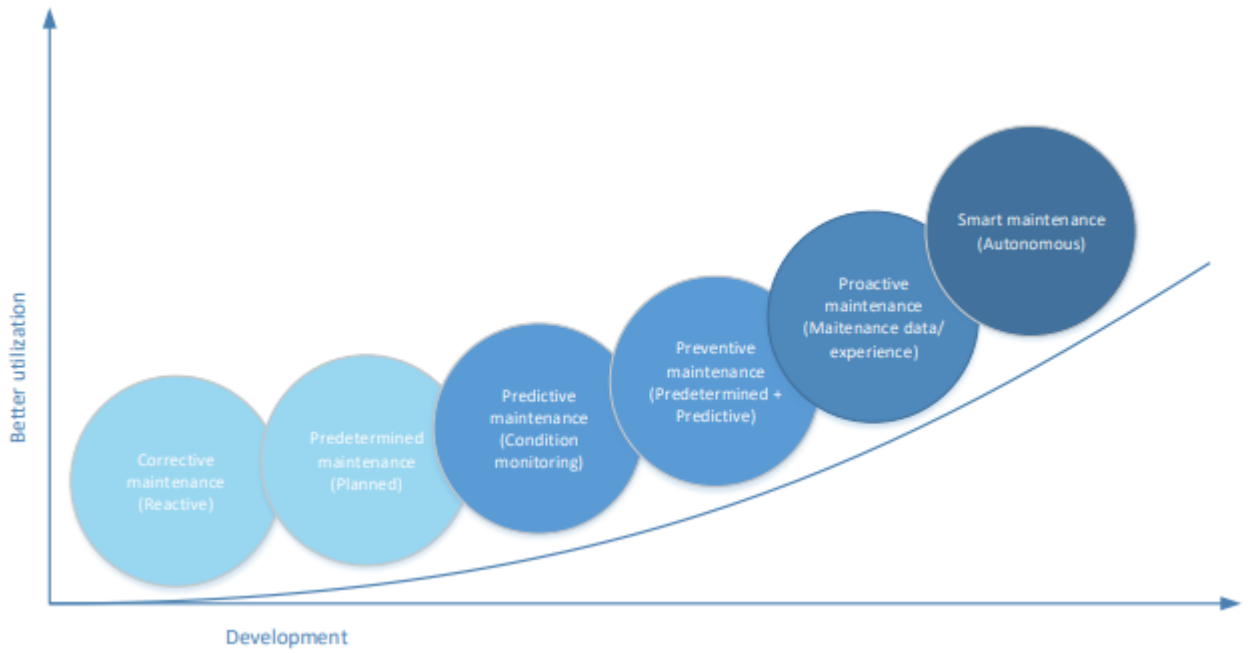 Better utilization
Smart maintenance
(Autonomous)
Proactive
maintenance
(Maitenance data/
experience)
Preventive
maintenance
(Predetermined +
Predictive)
Predictive
maintenance
(Condition
monitoring)
Predetermined
maintenance
(Planned)
Corrective
maintenance
(Reactive)
Development